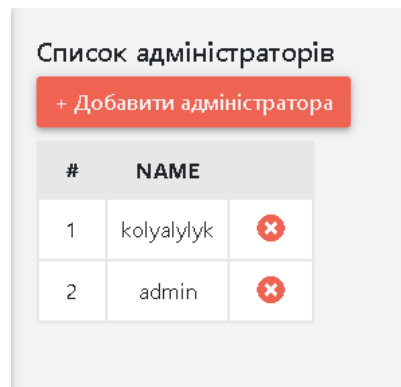 Список адміністраторів
+ Добавити адміністратора
# NAME
1 kolyalylyk
2 admin